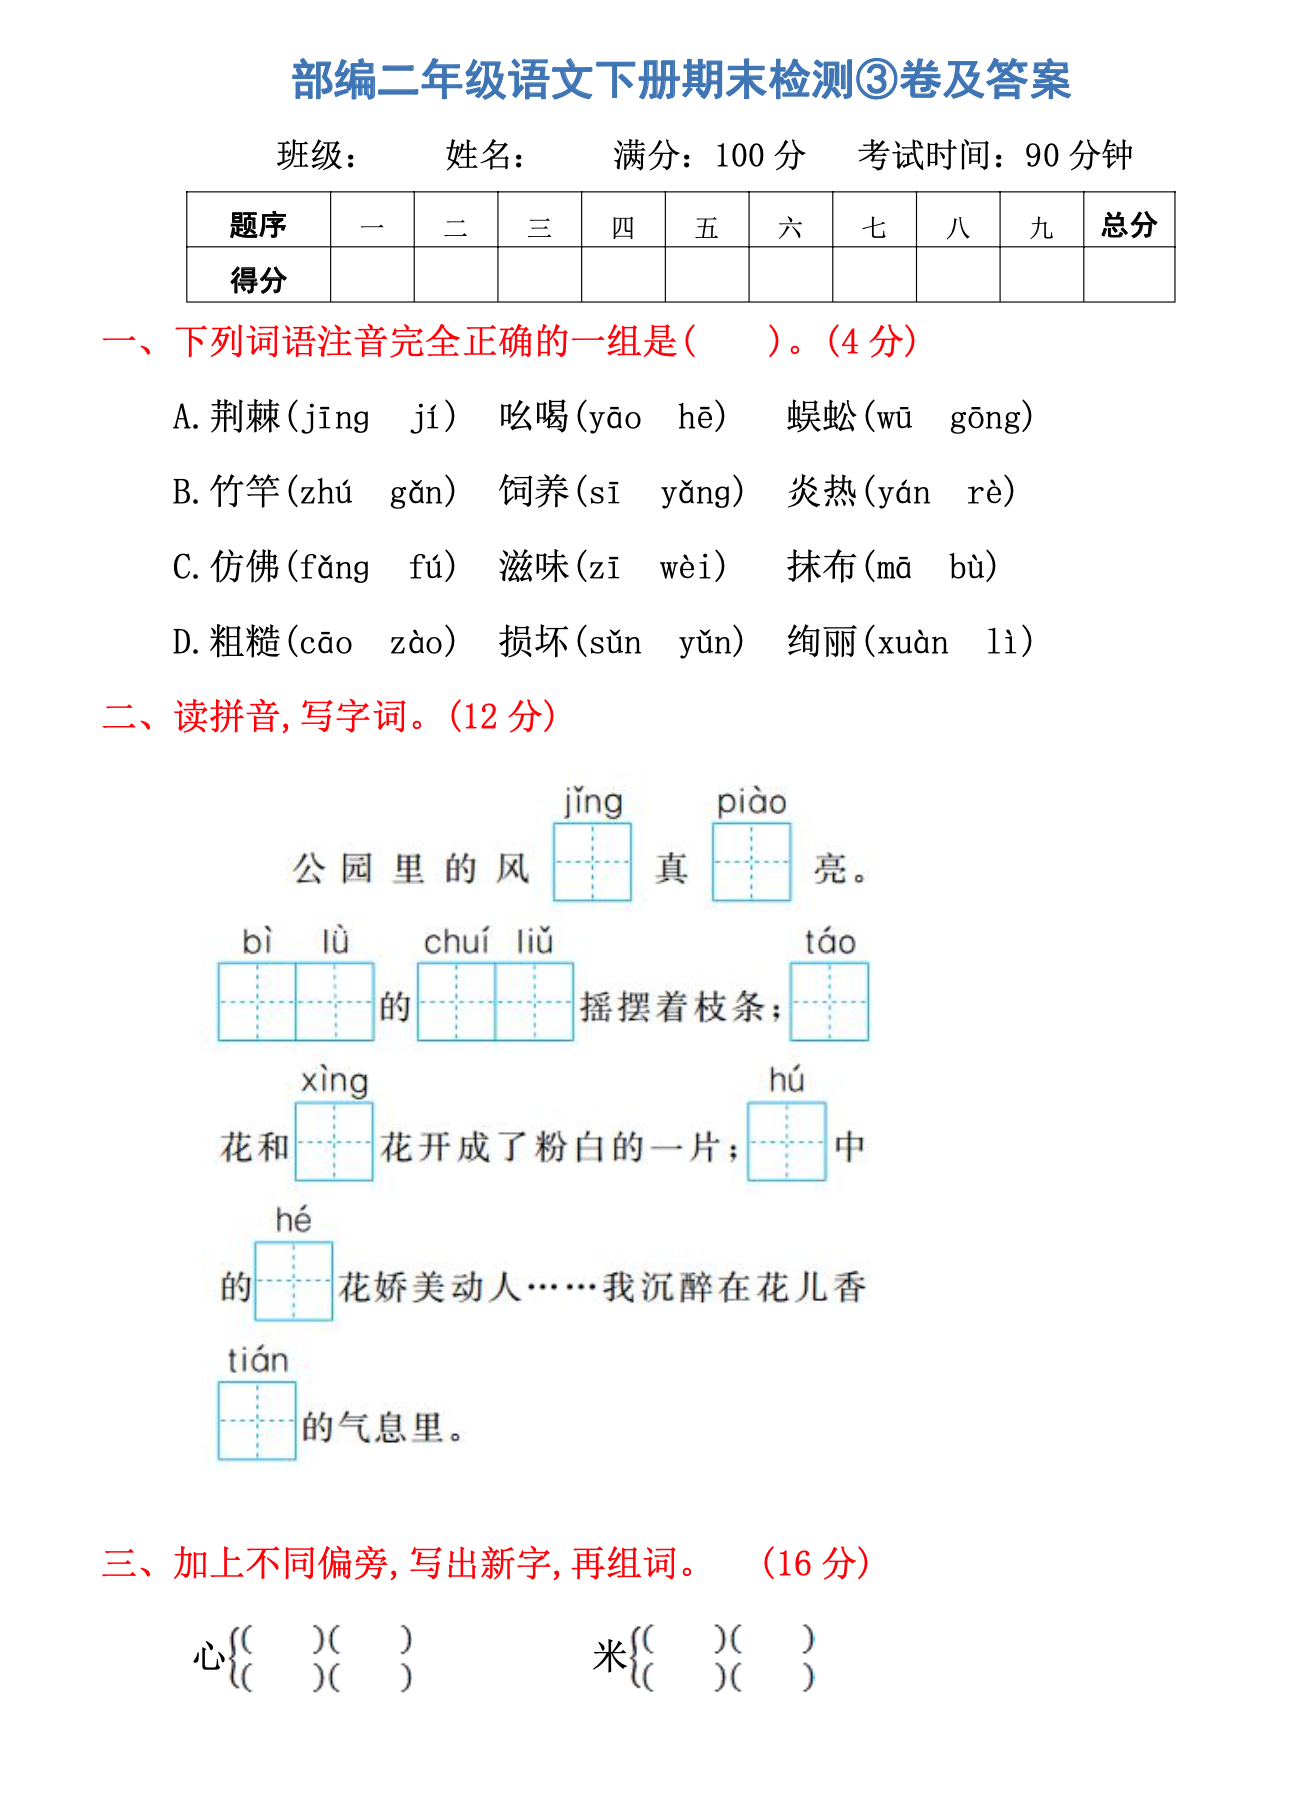 部编二年级语文下册期末检测③卷及答案
班级： 姓名： 满分：100 分 考试时间：90 分钟
题序 一 二 三 四 五 六 七 八 九 总分
得分
一、下列词语注音完全正确的一组是(  )。(4 分)
A.荆棘(jīng jí) 吆喝(yāo hē) 蜈蚣(wū gōng)
B.竹竿(zhú gǎn) 饲养(sī yǎng) 炎热(yán rè)
C.仿佛(fǎng fú) 滋味(zī wèi) 抹布(mā bù)
D.粗糙(cāo zào) 损坏(sǔn yǔn) 绚丽(xuàn lì)
二、读拼音,写字词。(12 分)
jǐng piào
公园里的风 真 亮。
bì lǜ chuí liǔ táo
的 摇摆着枝条；
xìng hú
花和 花开成了粉白的一片； 中
hé
的 花娇美动人……我沉醉在花儿香
tián
的气息里。
三、加上不同偏旁,写出新字,再组词。 (16 分)
心{( )( ) 米{( )( )
( )( ) ( )( )